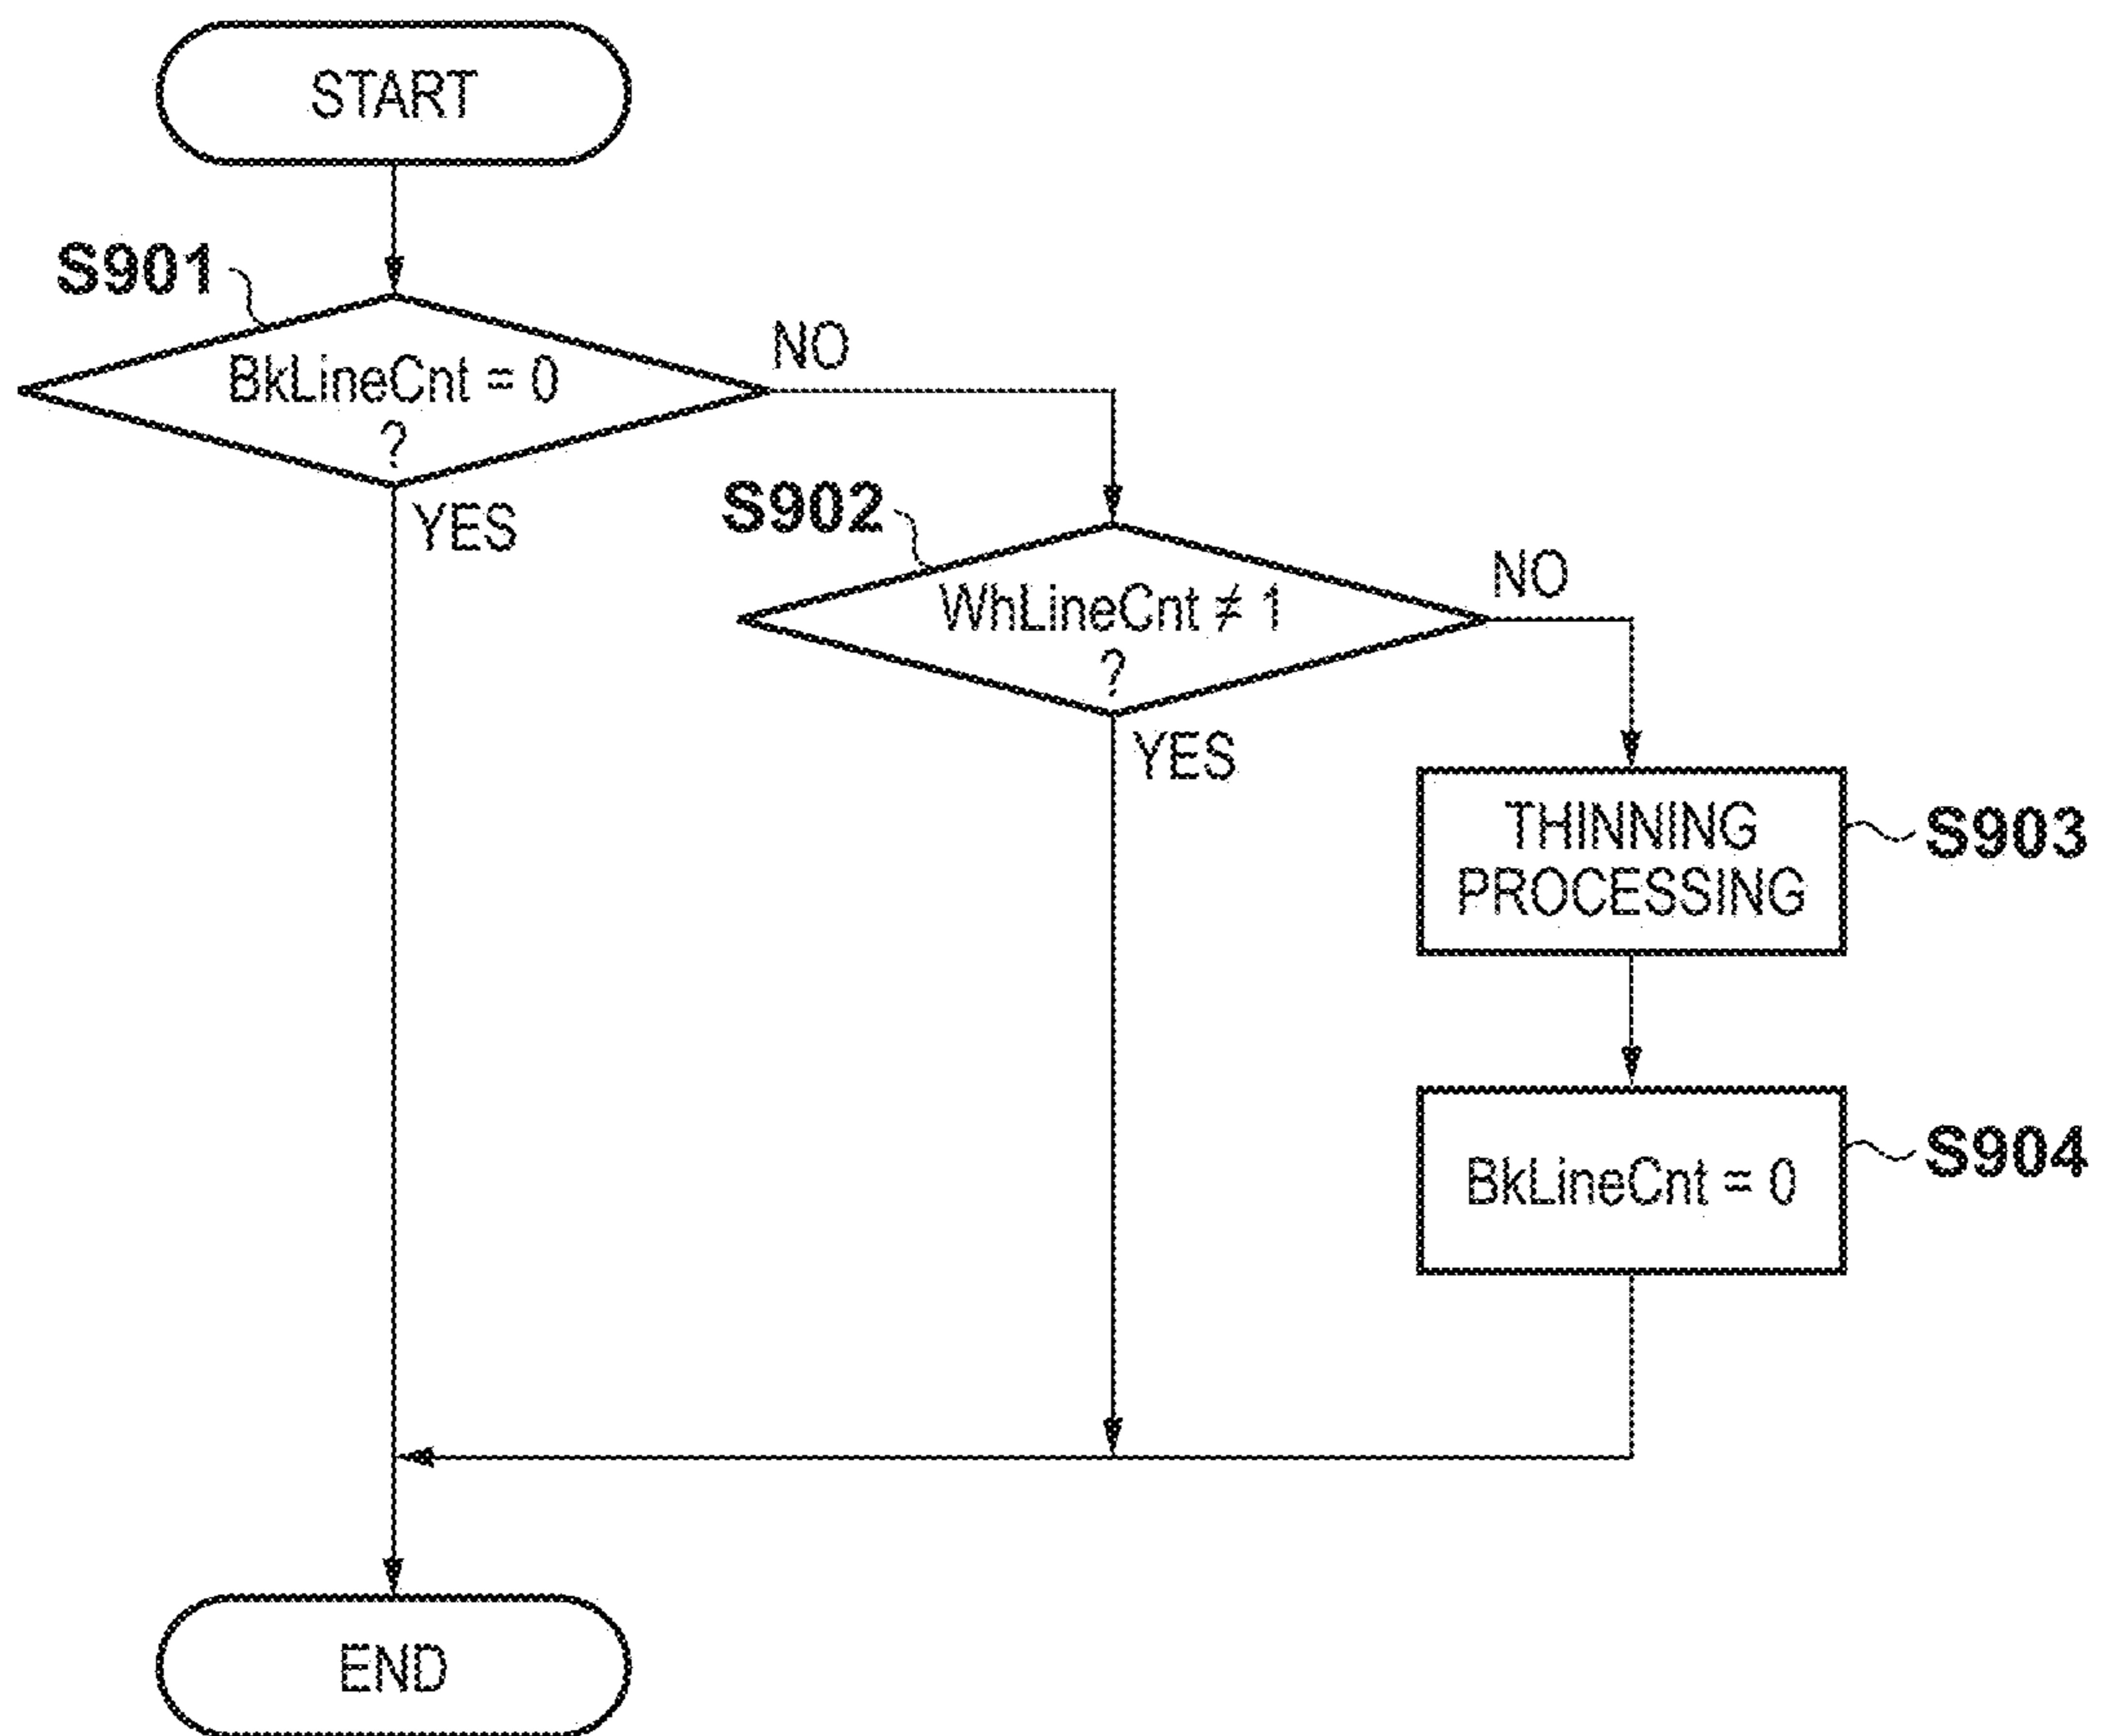 START
S901
BkLineCnt = 0
?
NO
YES
S902
WhLineCnt ≠ 1
?
NO
YES
THINNING
PROCESSING
S903
BkLineCnt = 0
S904
END